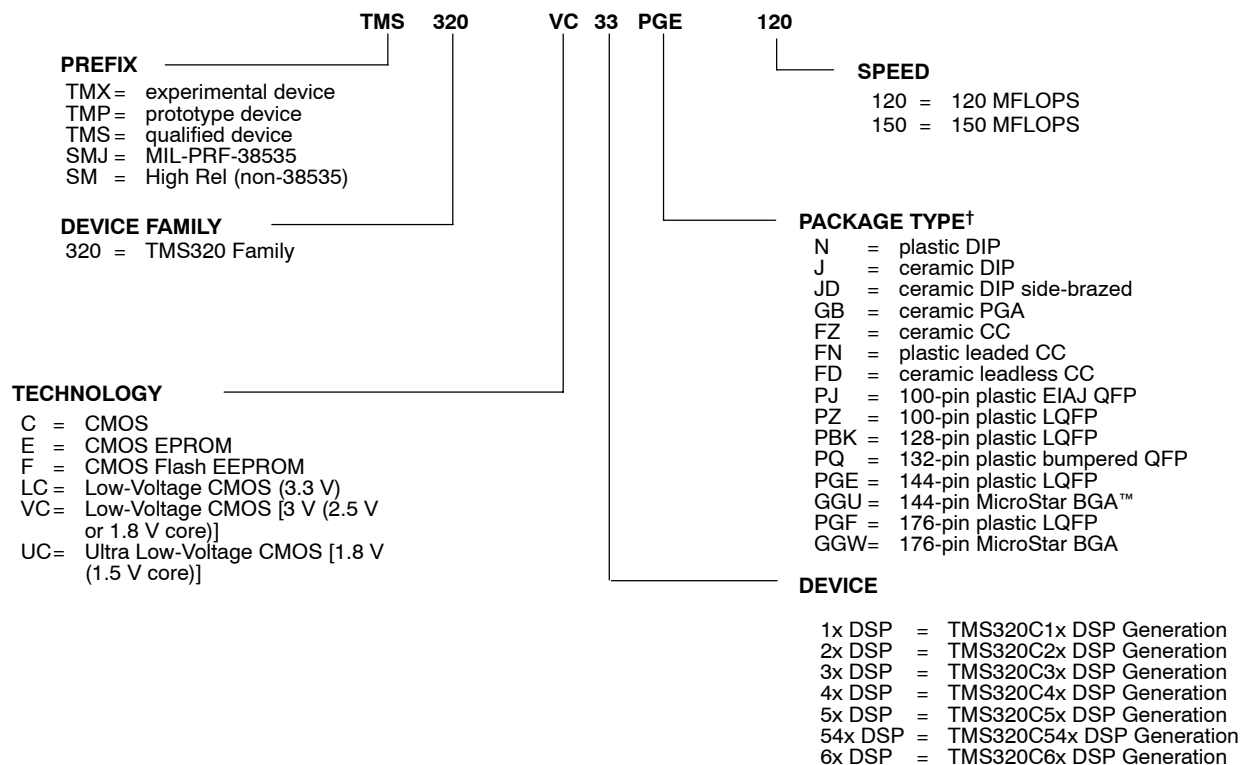 TMS 320 VC 33 PGE 120
PREFIX
TMX = experimental device
TMP = prototype device
TMS = qualified device
SMJ = MIL-PRF-38535
SM = High Rel (non-38535)
DEVICE FAMILY
320 = TMS320 Family
TECHNOLOGY
C = CMOS
E = CMOS EPROM
F = CMOS Flash EEPROM
LC = Low-Voltage CMOS (3.3 V)
VC = Low-Voltage CMOS [3 V (2.5 V
or 1.8 V core)]
UC = Ultra Low-Voltage CMOS [1.8 V
(1.5 V core)]
SPEED
120 = 120 MFLOPS
150 = 150 MFLOPS
PACKAGE TYPE†
N = plastic DIP
J = ceramic DIP
JD = ceramic DIP side-brazed
GB = ceramic PGA
FZ = ceramic CC
FN = plastic leaded CC
FD = ceramic leadless CC
PJ = 100-pin plastic EIAJ QFP
PZ = 100-pin plastic LQFP
PBK = 128-pin plastic LQFP
PQ = 132-pin plastic bumpered QFP
PGE = 144-pin plastic LQFP
GGU = 144-pin MicroStar BGA™
PGF = 176-pin plastic LQFP
GGW = 176-pin MicroStar BGA
DEVICE
1x DSP = TMS320C1x DSP Generation
2x DSP = TMS320C2x DSP Generation
3x DSP = TMS320C3x DSP Generation
4x DSP = TMS320C4x DSP Generation
5x DSP = TMS320C5x DSP Generation
54x DSP = TMS320C54x DSP Generation
6x DSP = TMS320C6x DSP Generation